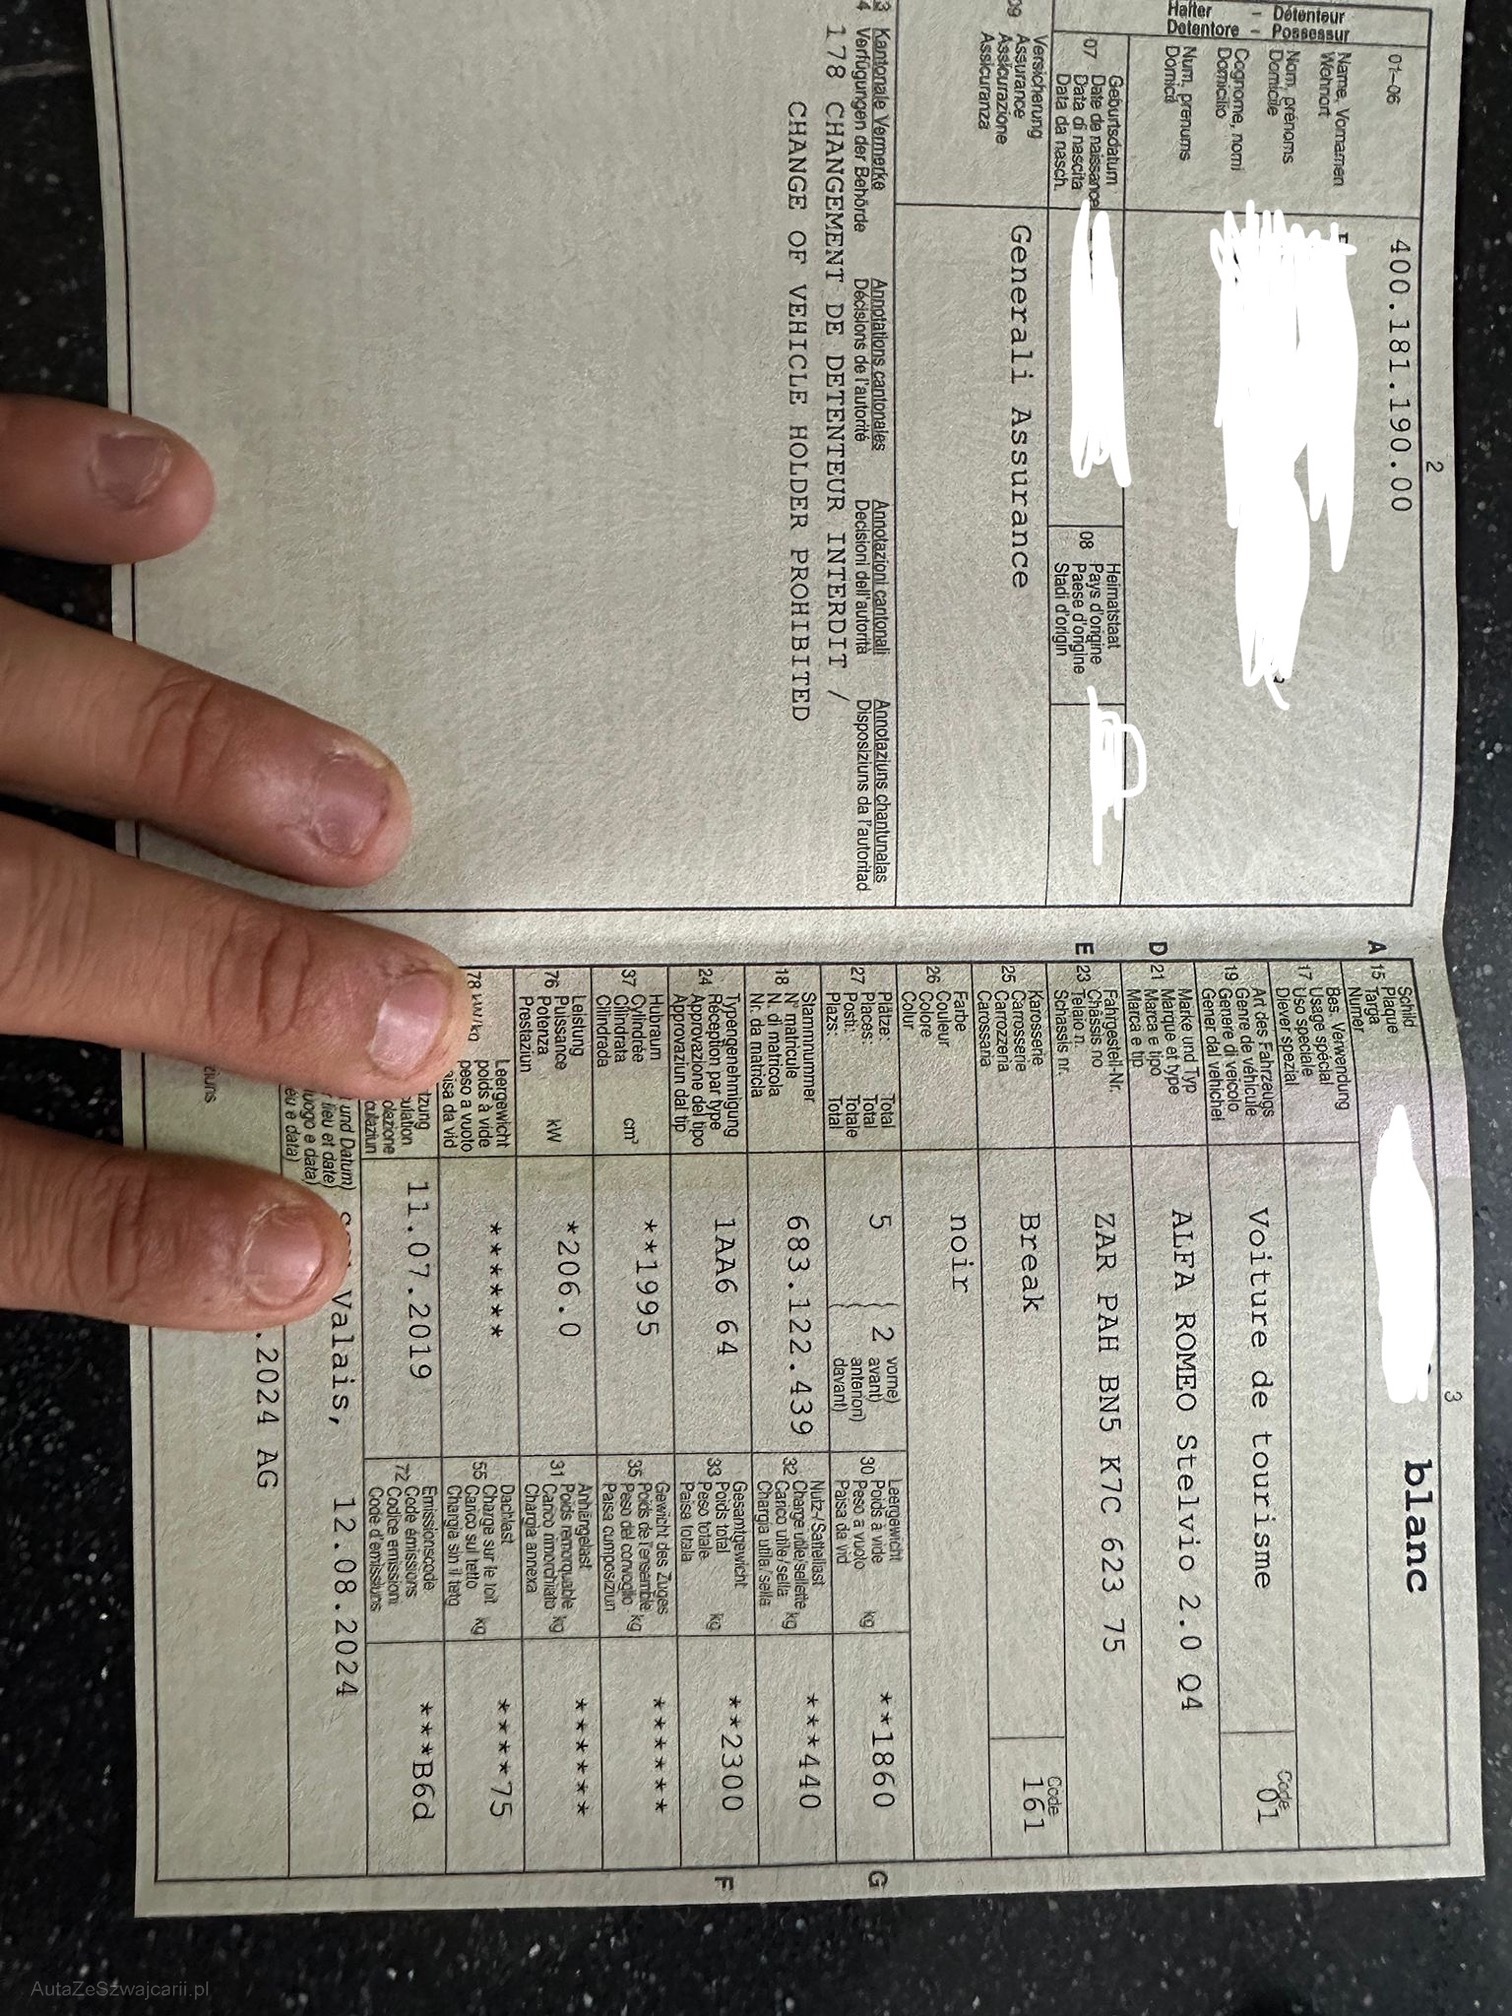 2
400.181.190.00
01–06
Halter – Détenteur
Detentore – Possessur
Name, Vornamen
Wohnort
Nom, prénoms
Domicile
Cognome, nomi
Domicilio
Num, prenums
Domicil
07
Geburtsdatum
Date de naissance
Data di nascita
Data da nasch.
08
Heimatstaat
Pays d'origine
Paese d'origine
Stadi d'origin
09
Versicherung
Assurance
Assicurazione
Assicuranza
Generali Assurance
Kantonale Vermerke Annotations cantonales Annotazioni cantonali Annotaziuns chantunalas
Verfügungen der Behörde Décisions de l'autorité Decisioni dell'autorità Disposiziuns da l'autoritad
178 CHANGEMENT DE DETENTEUR INTERDIT /
CHANGE OF VEHICLE HOLDER PROHIBITED
3
A 15
Schild
Plaque
Targa
Numer
blanc
17
Bes. Verwendung
Usage spécial
Uso speciale
Diever spezial
19
Art des Fahrzeugs
Genre de véhicule
Genere di veicolo
Gener dal vehichel
Voiture de tourisme
Code
01
D 21
Marke und Typ
Marque et type
Marca e tipo
Marca e tip
ALFA ROMEO Stelvio 2.0 Q4
E 23
Fahrgestell-Nr.
Châssis no
Telaio n.
Schassis nr.
ZAR PAH BN5 K7C 623 75
25
Karosserie
Carosserie
Carozzeria
Carossaria
Break
Code
161
26
Farbe
Couleur
Colore
Colur
noir
27
Plätze: Total
Places: Total
Posti: Totale
Plazs: Total
5
2
vorne)
avant)
anteriori)
davant)
30
Leergewicht
Poids à vide
Peso a vuoto
Paisa da vid
kg
**1860
G
18
Stammnummer
N° matricule
N. di matricola
Nr. da matricla
683.122.439
32
Nutz-/Sattellast
Charge utile/sellette
Carico utile/sella
Chargia utila/sella
kg
***440
24
Typengenehmigung
Réception par type
Approvazione del tipo
Approvaziun dal tip
1AA6 64
33
Gesamtgewicht
Poids total
Peso totale
Paisa totala
kg
**2300
F
37
Hubraum
Cylindrée
Cilindrata
Cilindrada
cm³
**1995
35
Gewicht des Zuges
Poids de l'ensemble
Peso del convoglio
Paisa cumposiziun
kg
******
76
Leistung
Puissance
Potenza
Prestaziun
kW
*206.0
31
Anhängelast
Poids remorquable
Carico rimorchiato
Chargia annexa
kg
******
78 kW/kg
Leergewicht
poids à vide
peso a vuoto
******
55
Dachlast
Charge sur le toit
Carico sul tetto
Chargia sin il tetg
kg
****75
11.07.2019
72
Emissionscode
Code émissions
Codice emissioni
Code d'emissiuns
***B6d
und Datum)
lieu et date)
e data)
e data)
Valais, 12.08.2024
.2024 AG
AutaZeSzwajcarii.pl